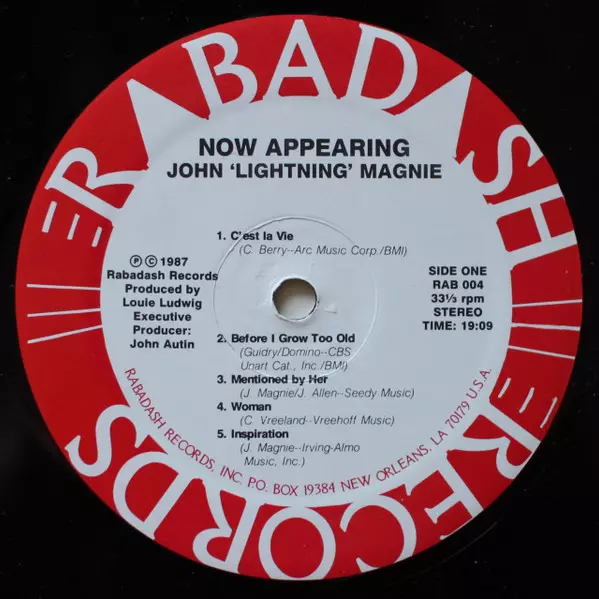 RABADASH RECORDS
NOW APPEARING
JOHN ‘LIGHTNING’ MAGNIE
1. C'est la Vie
(C. Berry--Arc Music Corp./BMI)
Ⓟ © 1987
Rabadash Records
Produced by
Louie Ludwig
Executive
Producer:
John Autin
SIDE ONE
RAB 004
33⅓ rpm
STEREO
TIME: 19:09
2. Before I Grow Too Old
(Guidry/Domino--CBS
Unart Cat., Inc./BMI)
3. Mentioned by Her
(J. Magnie/J. Allen--Seedy Music)
4. Woman
(C. Vreeland--Vreehoff Music)
5. Inspiration
(J. Magnie--Irving-Almo
Music, Inc.)
RABADASH RECORDS, INC. P.O. BOX 19384 NEW ORLEANS, LA 70179 U.S.A.